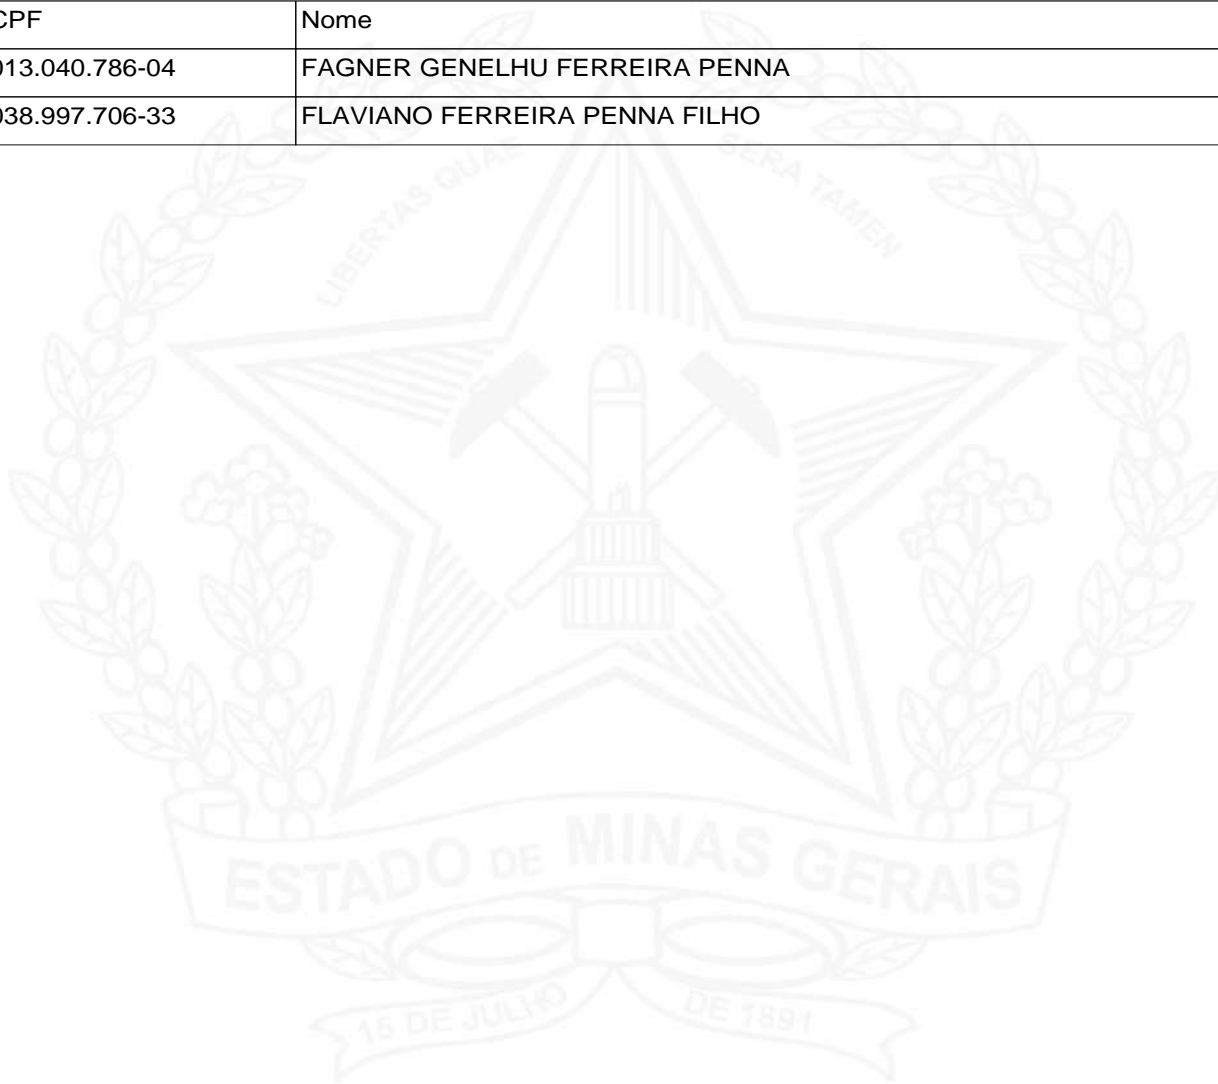 CPF Nome
013.040.786-04 FAGNER GENELHU FERREIRA PENNA
038.997.706-33 FLAVIANO FERREIRA PENNA FILHO
LIBERTAS QUAE SERA TAMEN
ESTADO DE MINAS GERAIS
15 DE JULHO DE 1891